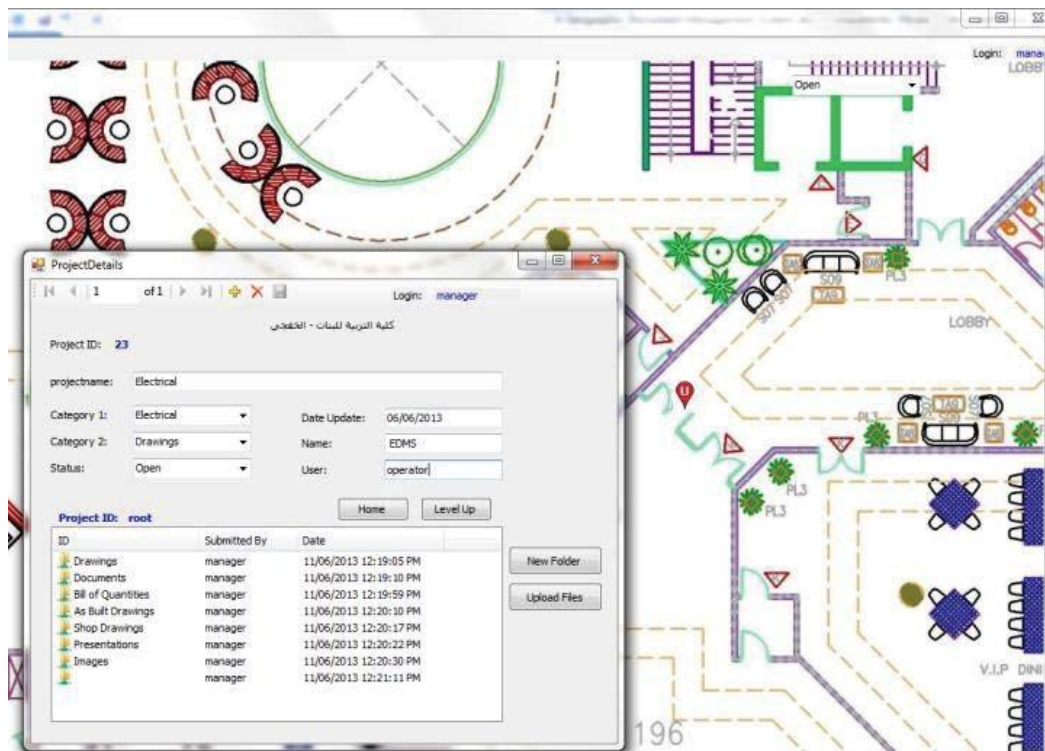 Login: mana
LOBBY
Open
ProjectDetails
1 of 1
Login: manager
كلية التربية للبنات - الخفجي
Project ID: 23
projectname: Electrical
Category 1: Electrical
Date Update: 06/06/2013
Category 2: Drawings
Name: EDMS
Status: Open
User: operator
Home
Level Up
Project ID: root
ID Submitted By Date
Drawings manager 11/06/2013 12:19:05 PM
Documents manager 11/06/2013 12:19:10 PM
Bill of Quantities manager 11/06/2013 12:19:59 PM
As Built Drawings manager 11/06/2013 12:20:10 PM
Shop Drawings manager 11/06/2013 12:20:17 PM
Presentations manager 11/06/2013 12:20:22 PM
Images manager 11/06/2013 12:20:30 PM
manager 11/06/2013 12:21:11 PM
New Folder
Upload Files
S09
PL3
TA9
S07 S07
LOBBY
U
TA9
PL3
S07
PL3
PL3
V.I.P DINI
196